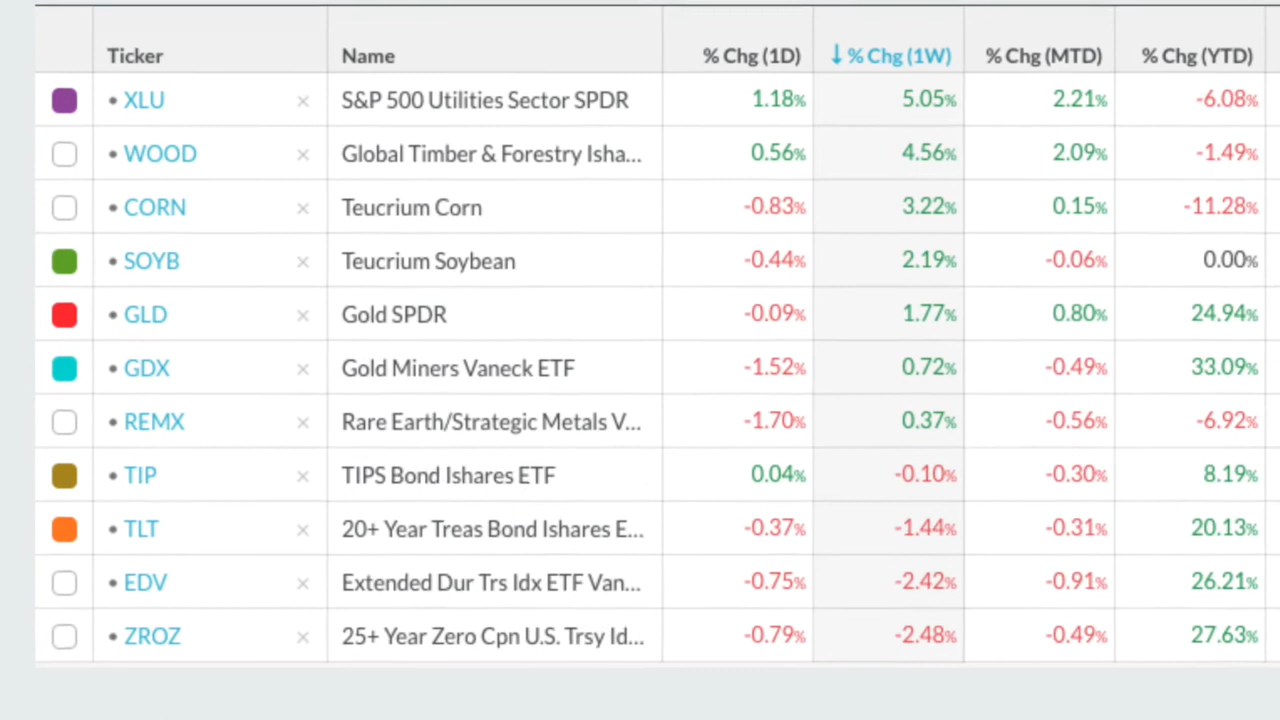 Ticker Name % Chg (1D) ↓ % Chg (1W) % Chg (MTD) % Chg (YTD)
• XLU × S&P 500 Utilities Sector SPDR 1.18% 5.05% 2.21% -6.08%
• WOOD × Global Timber & Forestry Isha... 0.56% 4.56% 2.09% -1.49%
• CORN × Teucrium Corn -0.83% 3.22% 0.15% -11.28%
• SOYB × Teucrium Soybean -0.44% 2.19% -0.06% 0.00%
• GLD × Gold SPDR -0.09% 1.77% 0.80% 24.94%
• GDX × Gold Miners Vaneck ETF -1.52% 0.72% -0.49% 33.09%
• REMX × Rare Earth/Strategic Metals V... -1.70% 0.37% -0.56% -6.92%
• TIP × TIPS Bond Ishares ETF 0.04% -0.10% -0.30% 8.19%
• TLT × 20+ Year Treas Bond Ishares E... -0.37% -1.44% -0.31% 20.13%
• EDV × Extended Dur Trs Idx ETF Van... -0.75% -2.42% -0.91% 26.21%
• ZROZ × 25+ Year Zero Cpn U.S. Trsy Id... -0.79% -2.48% -0.49% 27.63%